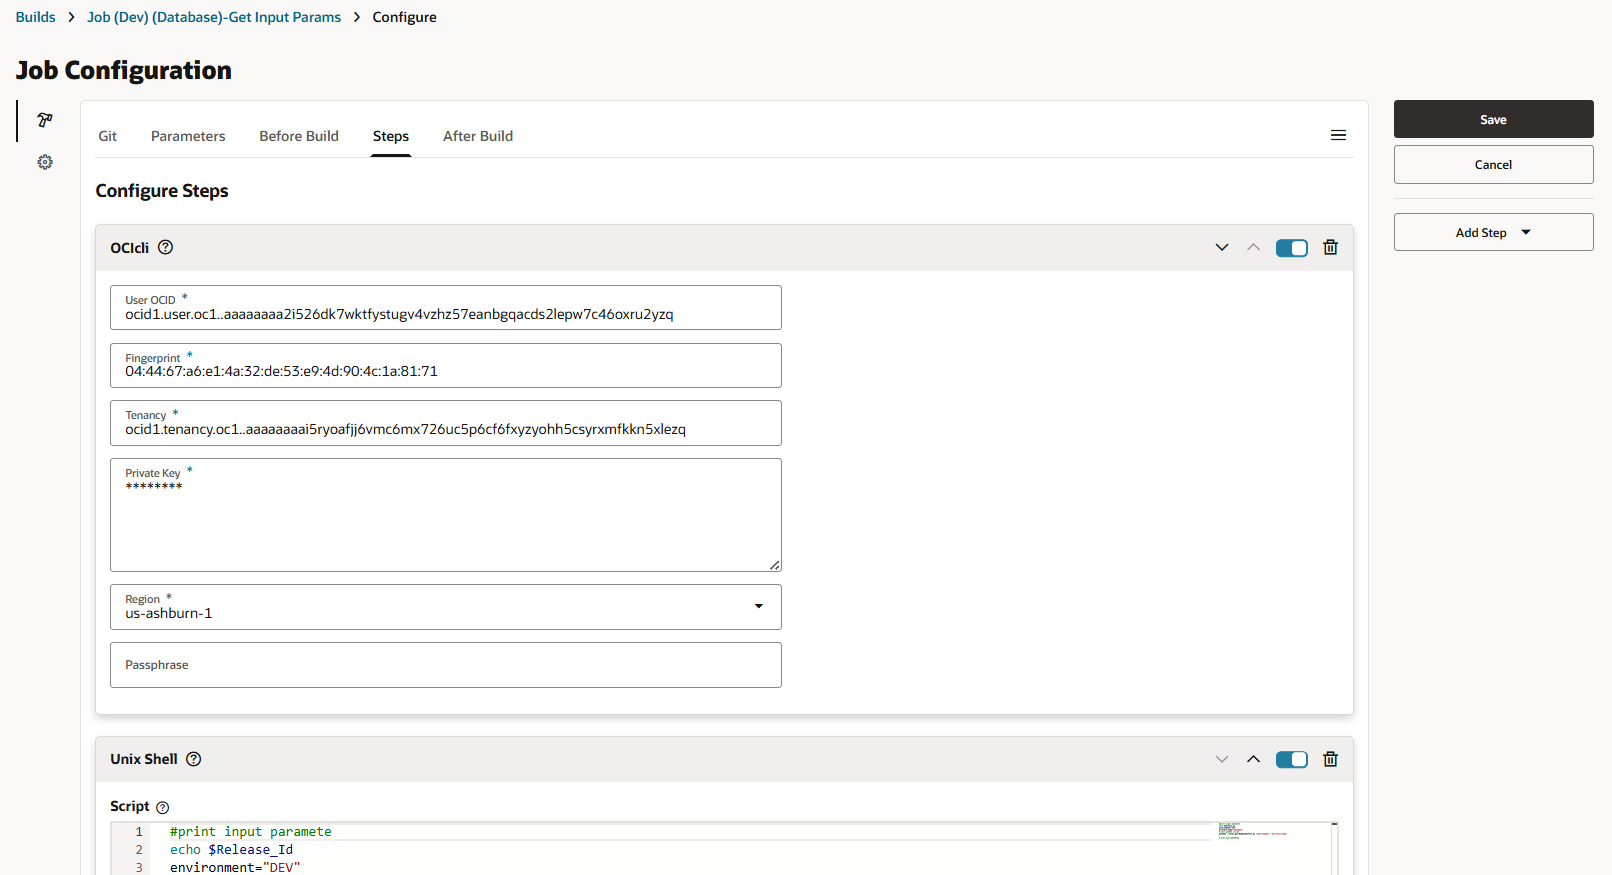 Builds > Job (Dev) (Database)-Get Input Params > Configure
Job Configuration
Git Parameters Before Build Steps After Build
Save
Cancel
Add Step
Configure Steps
OCIcli
User OCID *
ocid1.user.oc1..aaaaaaaa2i526dk7wktfystugv4vzhz57eanbgqacds2lepw7c46oxru2yzq
Fingerprint *
04:44:67:a6:e1:4a:32:de:53:e9:4d:90:4c:1a:81:71
Tenancy *
ocid1.tenancy.oc1..aaaaaaaai5ryoafjj6vmc6mx726uc5p6cf6fxyzyohh5csyrxmfkkn5xlezq
Private Key *
********
Region *
us-ashburn-1
Passphrase
Unix Shell
Script
1 #print input paramete
2 echo $Release_Id
3 environment="DEV"